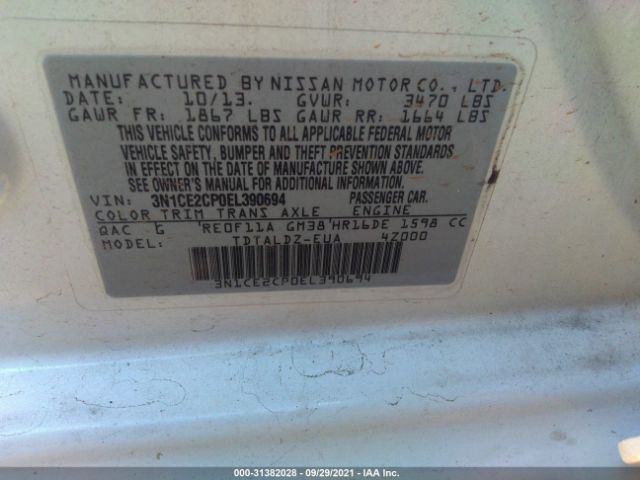 MANUFACTURED BY NISSAN MOTOR CO., LTD.
DATE: 10/13. GVWR: 3470 LBS
GAWR FR: 1867 LBS GAWR RR: 1664 LBS
THIS VEHICLE CONFORMS TO ALL APPLICABLE FEDERAL MOTOR
VEHICLE SAFETY, BUMPER AND THEFT PREVENTION STANDARDS
IN EFFECT ON THE DATE OF MANUFACTURE SHOWN ABOVE.
SEE OWNER'S MANUAL FOR ADDITIONAL INFORMATION.
VIN: 3N1CE2CP0EL390694 PASSENGER CAR.
COLOR TRIM TRANS AXLE ENGINE
QAC G 'RE0F11A GM38'HR16DE 1598 CC
MODEL: TDTALDZ-EUA 4Z000
3N1CE2CP0EL390694
000-31382028 - 09/29/2021 - IAA Inc.